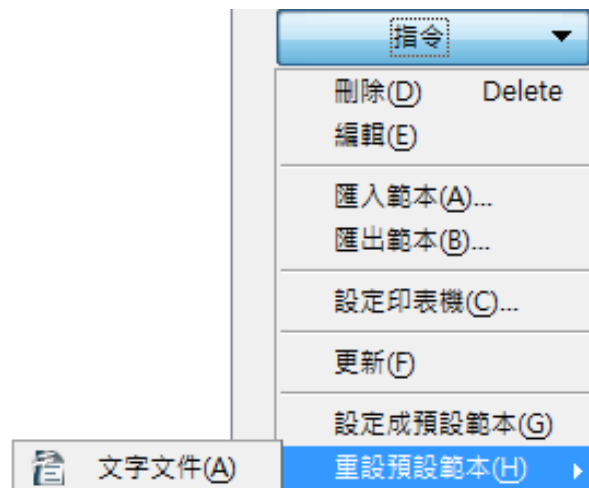 指令
刪除(D) Delete
編輯(E)
匯入範本(A)...
匯出範本(B)...
設定印表機(C)...
更新(F)
設定成預設範本(G)
重設預設範本(H)
文字文件(A)